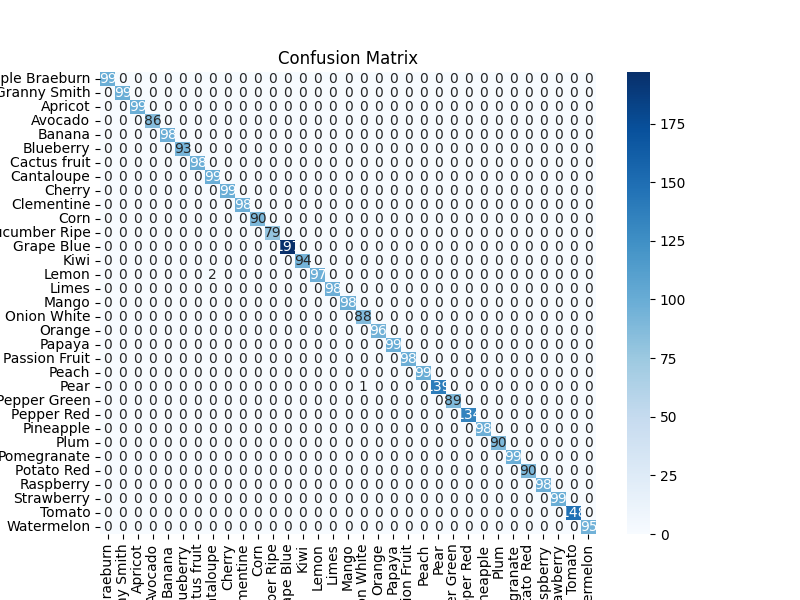 Confusion Matrix
ple Braeburn 99 0 0 0 0 0 0 0 0 0 0 0 0 0 0 0 0 0 0 0 0 0 0 0 0 0 0 0 0 0 0 0 0
Granny Smith 0 99 0 0 0 0 0 0 0 0 0 0 0 0 0 0 0 0 0 0 0 0 0 0 0 0 0 0 0 0 0 0 0
Apricot 0 0 99 0 0 0 0 0 0 0 0 0 0 0 0 0 0 0 0 0 0 0 0 0 0 0 0 0 0 0 0 0 0
Avocado 0 0 0 86 0 0 0 0 0 0 0 0 0 0 0 0 0 0 0 0 0 0 0 0 0 0 0 0 0 0 0 0 0
Banana 0 0 0 0 98 0 0 0 0 0 0 0 0 0 0 0 0 0 0 0 0 0 0 0 0 0 0 0 0 0 0 0 0
Blueberry 0 0 0 0 0 93 0 0 0 0 0 0 0 0 0 0 0 0 0 0 0 0 0 0 0 0 0 0 0 0 0 0 0
Cactus fruit 0 0 0 0 0 0 98 0 0 0 0 0 0 0 0 0 0 0 0 0 0 0 0 0 0 0 0 0 0 0 0 0 0
Cantaloupe 0 0 0 0 0 0 0 99 0 0 0 0 0 0 0 0 0 0 0 0 0 0 0 0 0 0 0 0 0 0 0 0 0
Cherry 0 0 0 0 0 0 0 0 99 0 0 0 0 0 0 0 0 0 0 0 0 0 0 0 0 0 0 0 0 0 0 0 0
Clementine 0 0 0 0 0 0 0 0 0 98 0 0 0 0 0 0 0 0 0 0 0 0 0 0 0 0 0 0 0 0 0 0 0
Corn 0 0 0 0 0 0 0 0 0 0 90 0 0 0 0 0 0 0 0 0 0 0 0 0 0 0 0 0 0 0 0 0 0
ucumber Ripe 0 0 0 0 0 0 0 0 0 0 0 79 0 0 0 0 0 0 0 0 0 0 0 0 0 0 0 0 0 0 0 0 0
Grape Blue 0 0 0 0 0 0 0 0 0 0 0 0 19 0 0 0 0 0 0 0 0 0 0 0 0 0 0 0 0 0 0 0 0
Kiwi 0 0 0 0 0 0 0 0 0 0 0 0 0 94 0 0 0 0 0 0 0 0 0 0 0 0 0 0 0 0 0 0 0
Lemon 0 0 0 0 0 0 0 2 0 0 0 0 0 0 97 0 0 0 0 0 0 0 0 0 0 0 0 0 0 0 0 0 0
Limes 0 0 0 0 0 0 0 0 0 0 0 0 0 0 0 98 0 0 0 0 0 0 0 0 0 0 0 0 0 0 0 0 0
Mango 0 0 0 0 0 0 0 0 0 0 0 0 0 0 0 0 98 0 0 0 0 0 0 0 0 0 0 0 0 0 0 0 0
Onion White 0 0 0 0 0 0 0 0 0 0 0 0 0 0 0 0 0 88 0 0 0 0 0 0 0 0 0 0 0 0 0 0 0
Orange 0 0 0 0 0 0 0 0 0 0 0 0 0 0 0 0 0 0 96 0 0 0 0 0 0 0 0 0 0 0 0 0 0
Papaya 0 0 0 0 0 0 0 0 0 0 0 0 0 0 0 0 0 0 0 99 0 0 0 0 0 0 0 0 0 0 0 0 0
Passion Fruit 0 0 0 0 0 0 0 0 0 0 0 0 0 0 0 0 0 0 0 0 98 0 0 0 0 0 0 0 0 0 0 0 0
Peach 0 0 0 0 0 0 0 0 0 0 0 0 0 0 0 0 0 0 0 0 0 99 0 0 0 0 0 0 0 0 0 0 0
Pear 0 0 0 0 0 0 0 0 0 0 0 0 0 0 0 0 0 1 0 0 0 0 39 0 0 0 0 0 0 0 0 0 0
Pepper Green 0 0 0 0 0 0 0 0 0 0 0 0 0 0 0 0 0 0 0 0 0 0 0 89 0 0 0 0 0 0 0 0 0
Pepper Red 0 0 0 0 0 0 0 0 0 0 0 0 0 0 0 0 0 0 0 0 0 0 0 0 34 0 0 0 0 0 0 0 0
Pineapple 0 0 0 0 0 0 0 0 0 0 0 0 0 0 0 0 0 0 0 0 0 0 0 0 0 98 0 0 0 0 0 0 0
Plum 0 0 0 0 0 0 0 0 0 0 0 0 0 0 0 0 0 0 0 0 0 0 0 0 0 0 90 0 0 0 0 0 0
Pomegranate 0 0 0 0 0 0 0 0 0 0 0 0 0 0 0 0 0 0 0 0 0 0 0 0 0 0 0 99 0 0 0 0 0
Potato Red 0 0 0 0 0 0 0 0 0 0 0 0 0 0 0 0 0 0 0 0 0 0 0 0 0 0 0 0 90 0 0 0 0
Raspberry 0 0 0 0 0 0 0 0 0 0 0 0 0 0 0 0 0 0 0 0 0 0 0 0 0 0 0 0 0 98 0 0 0
Strawberry 0 0 0 0 0 0 0 0 0 0 0 0 0 0 0 0 0 0 0 0 0 0 0 0 0 0 0 0 0 0 99 0 0
Tomato 0 0 0 0 0 0 0 0 0 0 0 0 0 0 0 0 0 0 0 0 0 0 0 0 0 0 0 0 0 0 0 4 0
Watermelon 0 0 0 0 0 0 0 0 0 0 0 0 0 0 0 0 0 0 0 0 0 0 0 0 0 0 0 0 0 0 0 0 95
raeburn
ny Smith
Apricot
Avocado
Banana
ueberry
tus fruit
taloupe
Cherry
mentine
Corn
ber Ripe
ape Blue
Kiwi
Lemon
Limes
Mango
on White
Orange
Papaya
ion Fruit
Peach
Pear
er Green
per Red
neapple
Plum
granate
tato Red
spberry
awberry
Tomato
ermelon
175
150
125
100
75
50
25
0